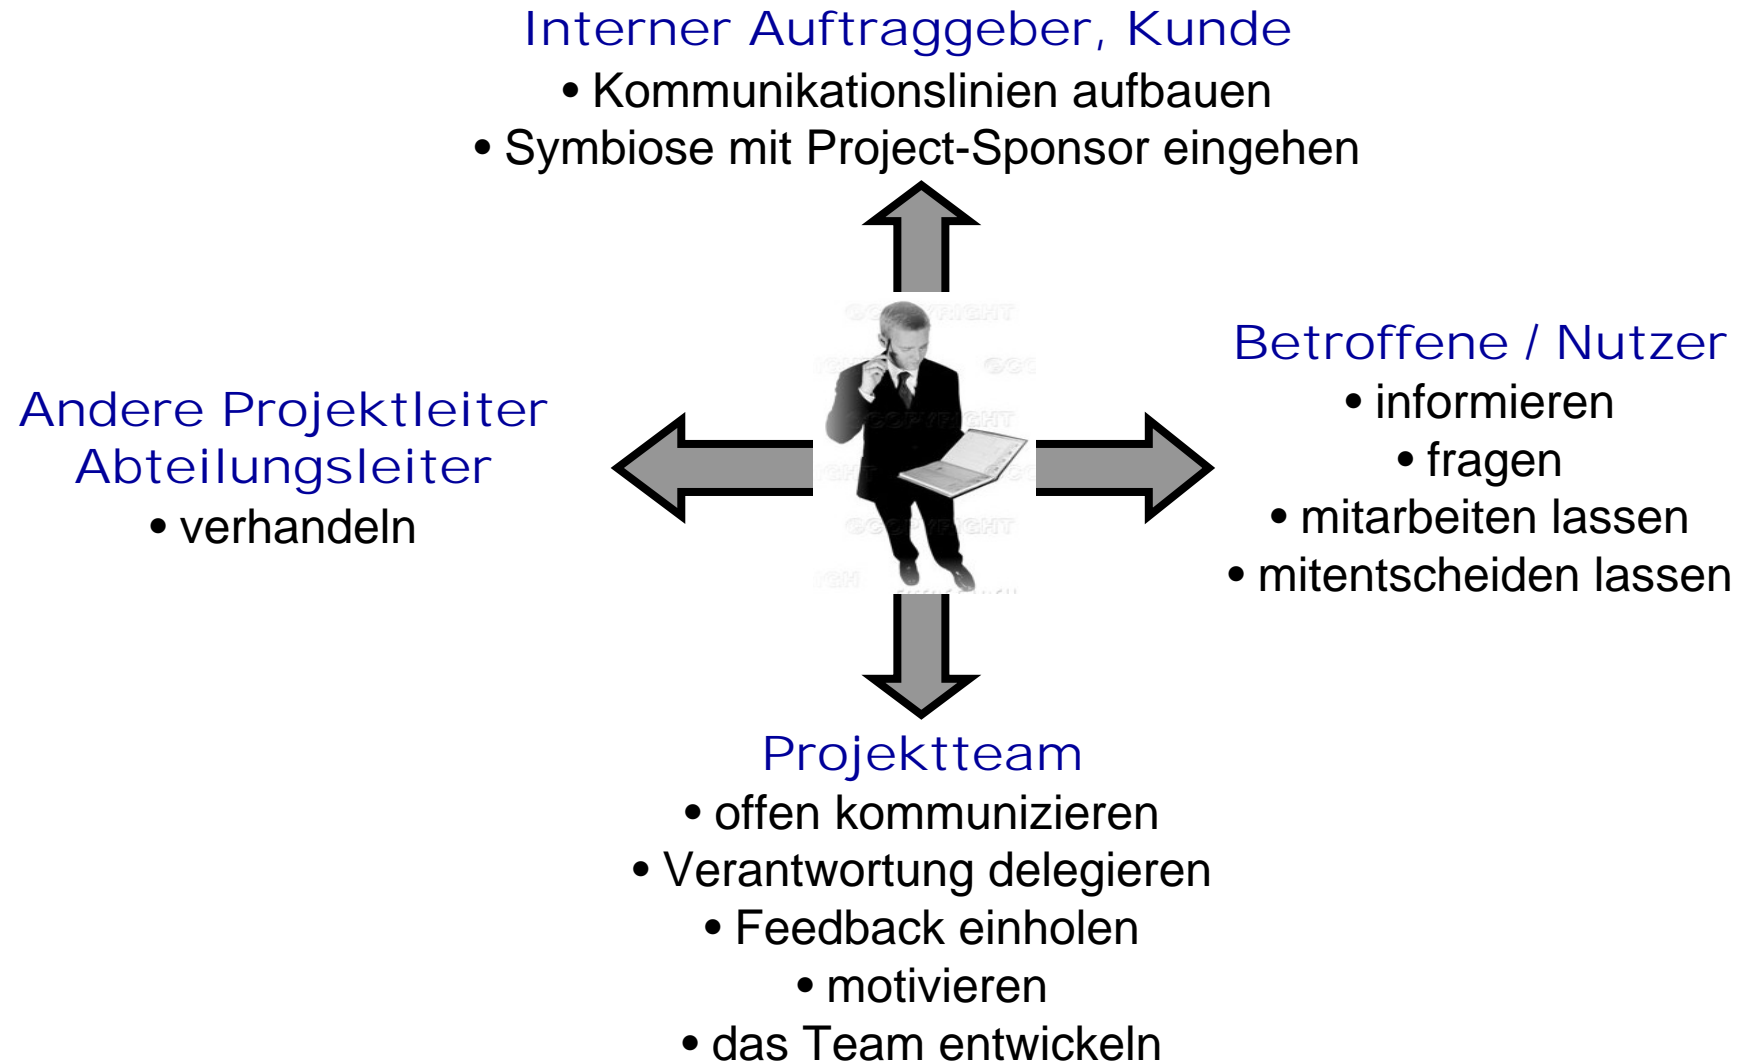 Interner Auftraggeber, Kunde
• Kommunikationslinien aufbauen
• Symbiose mit Project-Sponsor eingehen
Andere Projektleiter
Abteilungsleiter
• verhandeln
Betroffene / Nutzer
• informieren
• fragen
• mitarbeiten lassen
• mitentscheiden lassen
Projektteam
• offen kommunizieren
• Verantwortung delegieren
• Feedback einholen
• motivieren
• das Team entwickeln